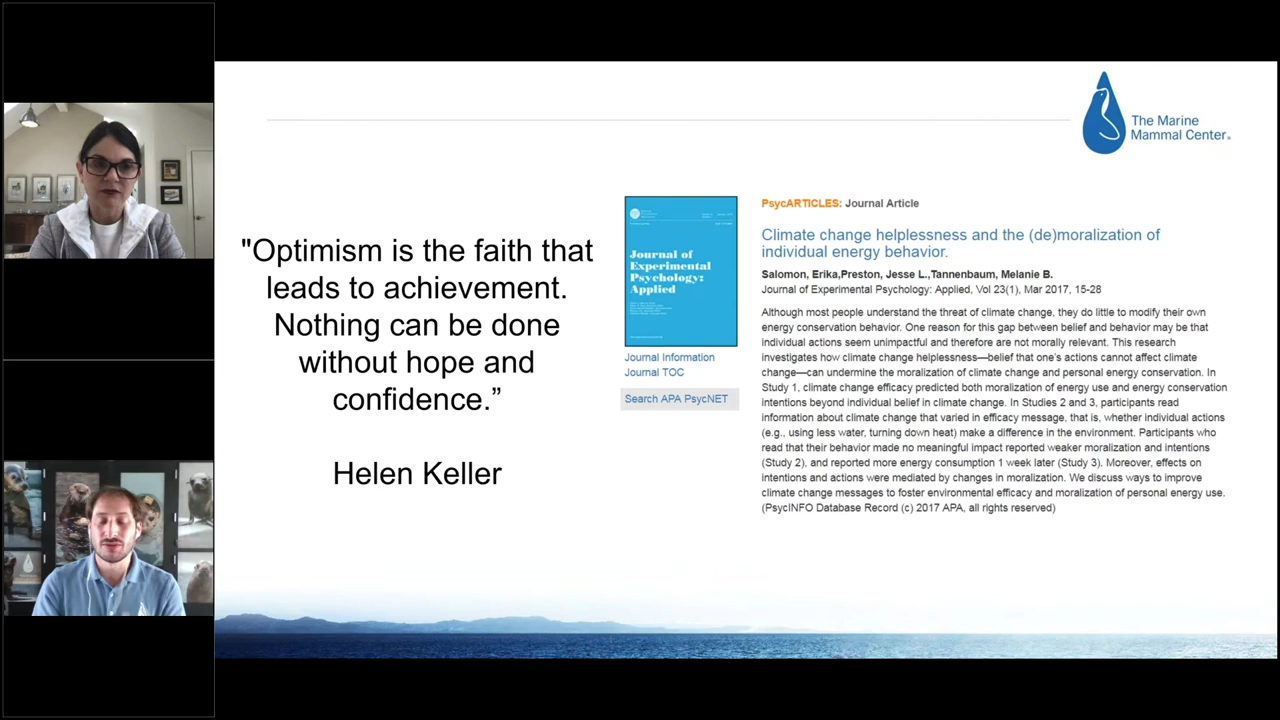 The Marine
Mammal Center®
"Optimism is the faith that
leads to achievement.
Nothing can be done
without hope and
confidence.”
Helen Keller
Journal of
Experimental
Psychology:
Applied
Journal Information
Journal TOC
Search APA PsycNET
PsycARTICLES: Journal Article
Climate change helplessness and the (de)moralization of
individual energy behavior.
Salomon, Erika,Preston, Jesse L.,Tannenbaum, Melanie B.
Journal of Experimental Psychology: Applied, Vol 23(1), Mar 2017, 15-28
Although most people understand the threat of climate change, they do little to modify their own
energy conservation behavior. One reason for this gap between belief and behavior may be that
individual actions seem unimpactful and therefore are not morally relevant. This research
investigates how climate change helplessness—belief that one’s actions cannot affect climate
change—can undermine the moralization of climate change and personal energy conservation. In
Study 1, climate change efficacy predicted both moralization of energy use and energy conservation
intentions beyond individual belief in climate change. In Studies 2 and 3, participants read
information about climate change that varied in efficacy message, that is, whether individual actions
(e.g., using less water, turning down heat) make a difference in the environment. Participants who
read that their behavior made no meaningful impact reported weaker moralization and intentions
(Study 2), and reported more energy consumption 1 week later (Study 3). Moreover, effects on
intentions and actions were mediated by changes in moralization. We discuss ways to improve
climate change messages to foster environmental efficacy and moralization of personal energy use.
(PsycINFO Database Record (c) 2017 APA, all rights reserved)